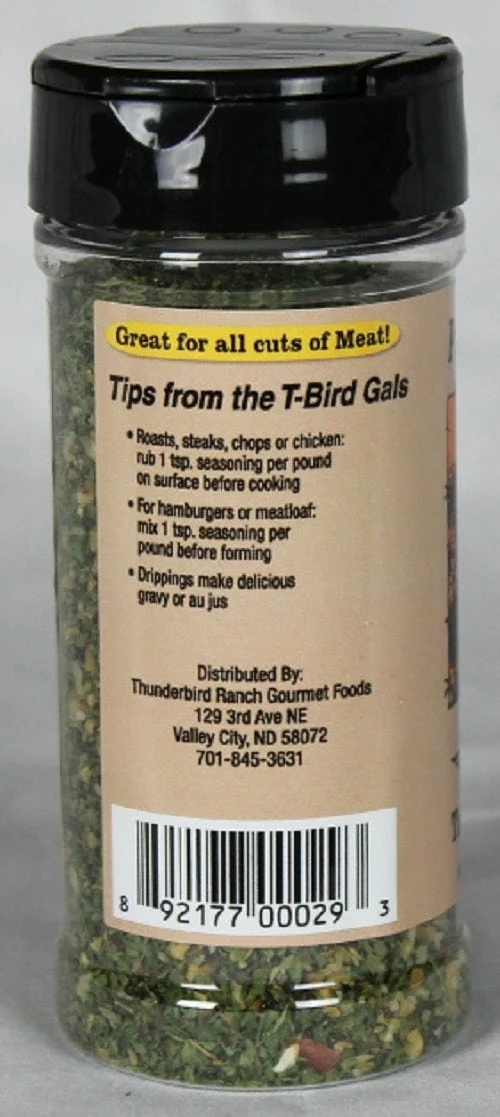 Great for all cuts of Meat!
Tips from the T-Bird Gals
• Roasts, steaks, chops or chicken:
rub 1 tsp. seasoning per pound
on surface before cooking
• For hamburgers or meatloaf:
mix 1 tsp. seasoning per
pound before forming
• Drippings make delicious
gravy or au jus
Distributed By:
Thunderbird Ranch Gourmet Foods
129 3rd Ave NE
Valley City, ND 58072
701-845-3631
8 92177 00029 3